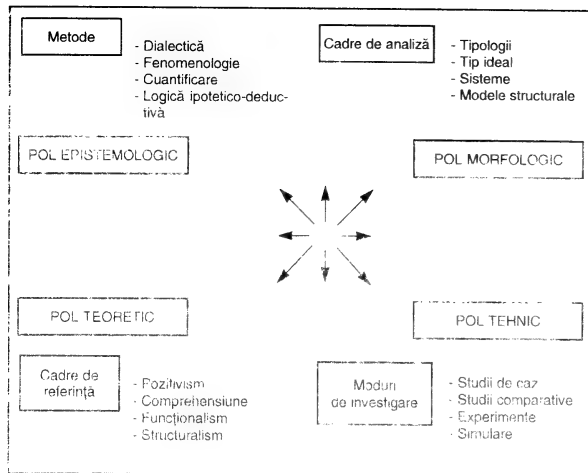 Metode
- Dialectică
- Fenomenologie
- Cuantificare
- Logică ipotetico-deduc-
tivă
Cadre de analiză
- Tipologii
- Tip ideal
- Sisteme
- Modele structurale
POL EPISTEMOLOGIC
POL MORFOLOGIC
POL TEORETIC
POL TEHNIC
Cadre de
referință
- Pozitivism
- Comprehensiune
- Funcționalism
- Structuralism
Moduri
de investigare
- Studii de caz
- Studii comparative
- Experimente
- Simulare